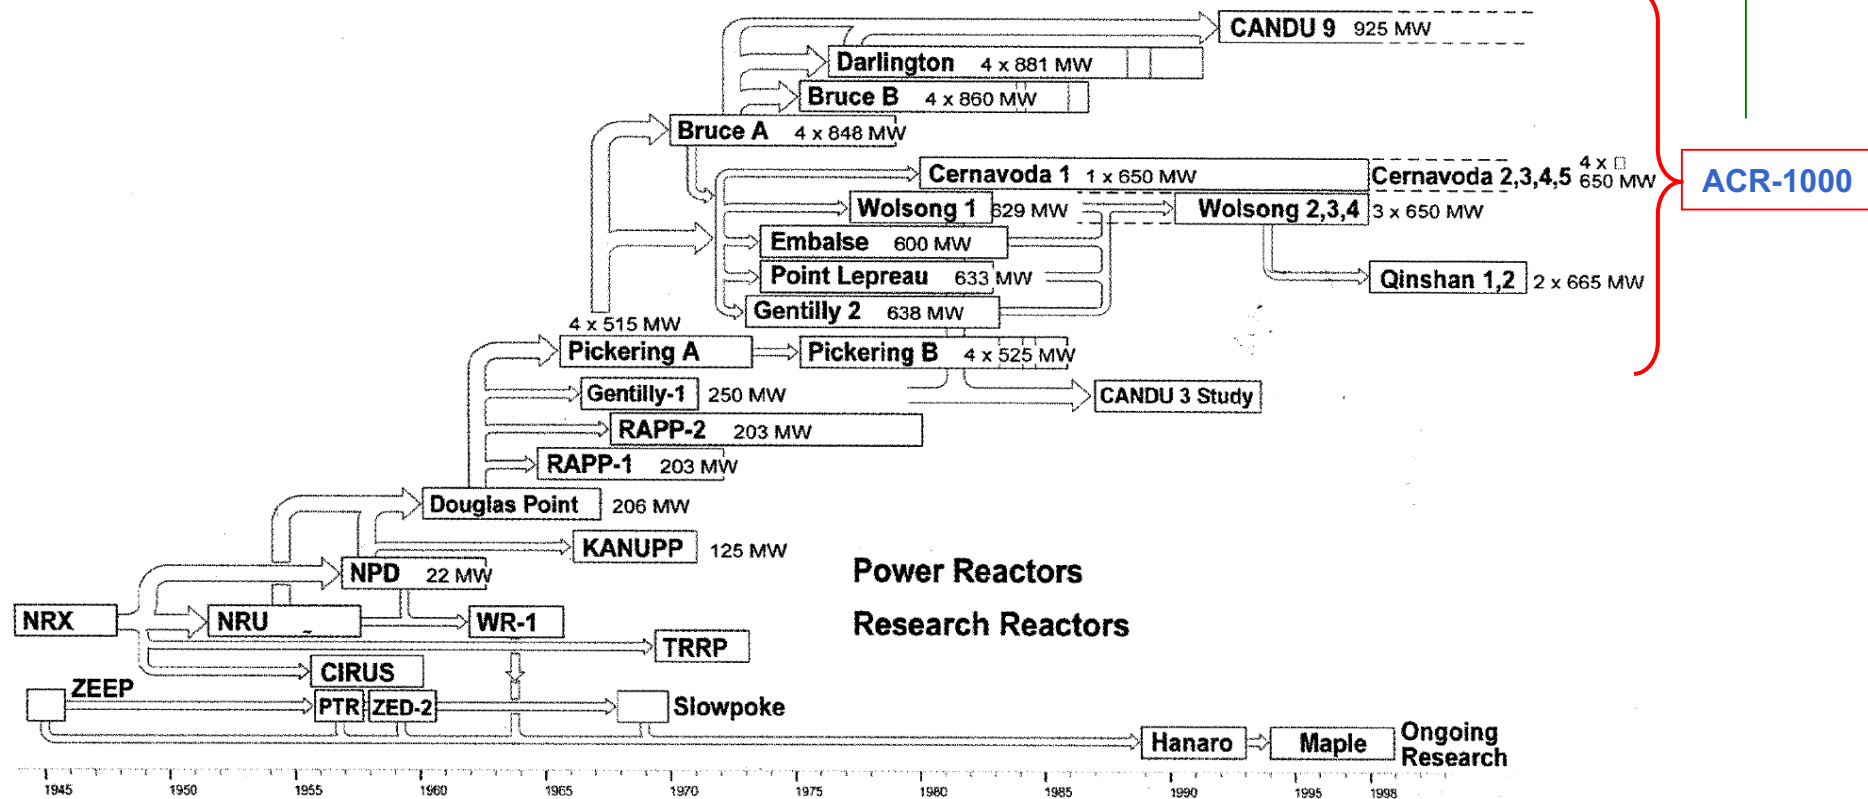 CANDU 9 925 MW
Darlington 4 x 881 MW
Bruce B 4 x 860 MW
Bruce A 4 x 848 MW
Cernavoda 1 1 x 650 MW
Cernavoda 2,3,4,5 4 x
650 MW
ACR-1000
Wolsong 1 629 MW
Wolsong 2,3,4 3 x 650 MW
Embalse 600 MW
Point Lepreau 633 MW
Qinshan 1,2 2 x 665 MW
Gentilly 2 638 MW
4 x 515 MW
Pickering A
Pickering B 4 x 525 MW
Gentilly-1 250 MW
CANDU 3 Study
RAPP-2 203 MW
RAPP-1 203 MW
Douglas Point 206 MW
KANUPP 125 MW
NPD 22 MW
Power Reactors
NRX
NRU
WR-1
Research Reactors
TRRP
CIRUS
ZEEP
PTR
ZED-2
Slowpoke
Hanaro
Maple
Ongoing
Research
1945 1950 1955 1960 1965 1970 1975 1980 1985 1990 1995 1998